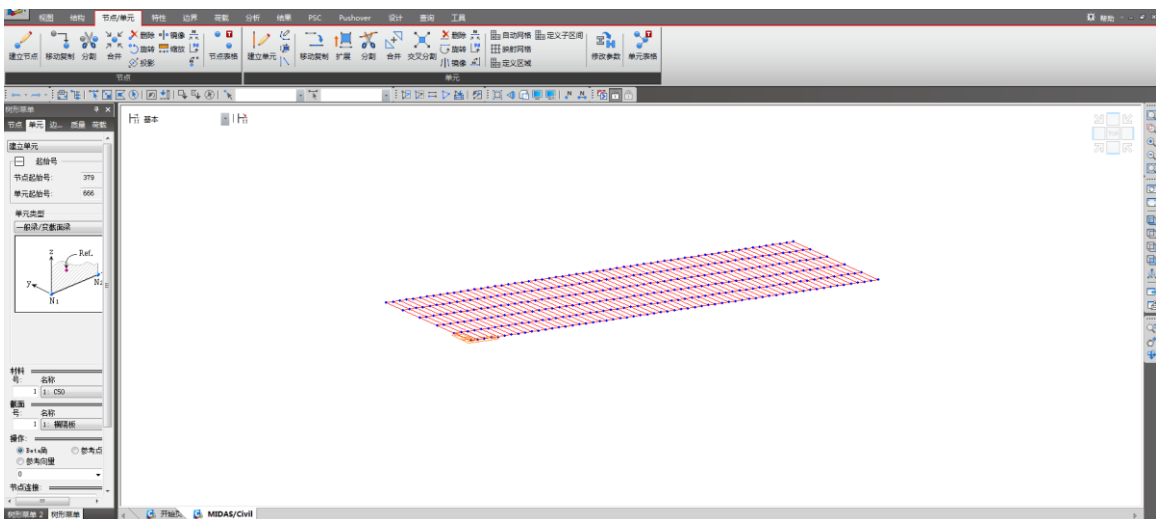 视图 结构 节点/单元 特性 边界 荷载 分析 结果 PSC Pushover 设计 查询 工具 帮助
删除 镜像 删除 自动网格 定义子区间
旋转 缩放 旋转 映射网格
建立节点 移动复制 分割 合并 投影 节点表格 建立单元 移动复制 扩展 分割 合并 交叉分割 镜像 定义区域 修改参数 单元表格
节点 单元
树形菜单
基本
节点 单元 边... 质量 荷载
TOP
建立单元
起始号
节点起始号: 379
单元起始号: 666
单元类型
一般梁/变截面梁
z Ref.
y N₂
N₁
材料
号: 名称
1 1: C50
截面
号: 名称
1 1: 横隔板
操作:
Beta角 参考点
参考向量
0
节点连接:
树形菜单 2 树形菜单 MIDAS/Civil